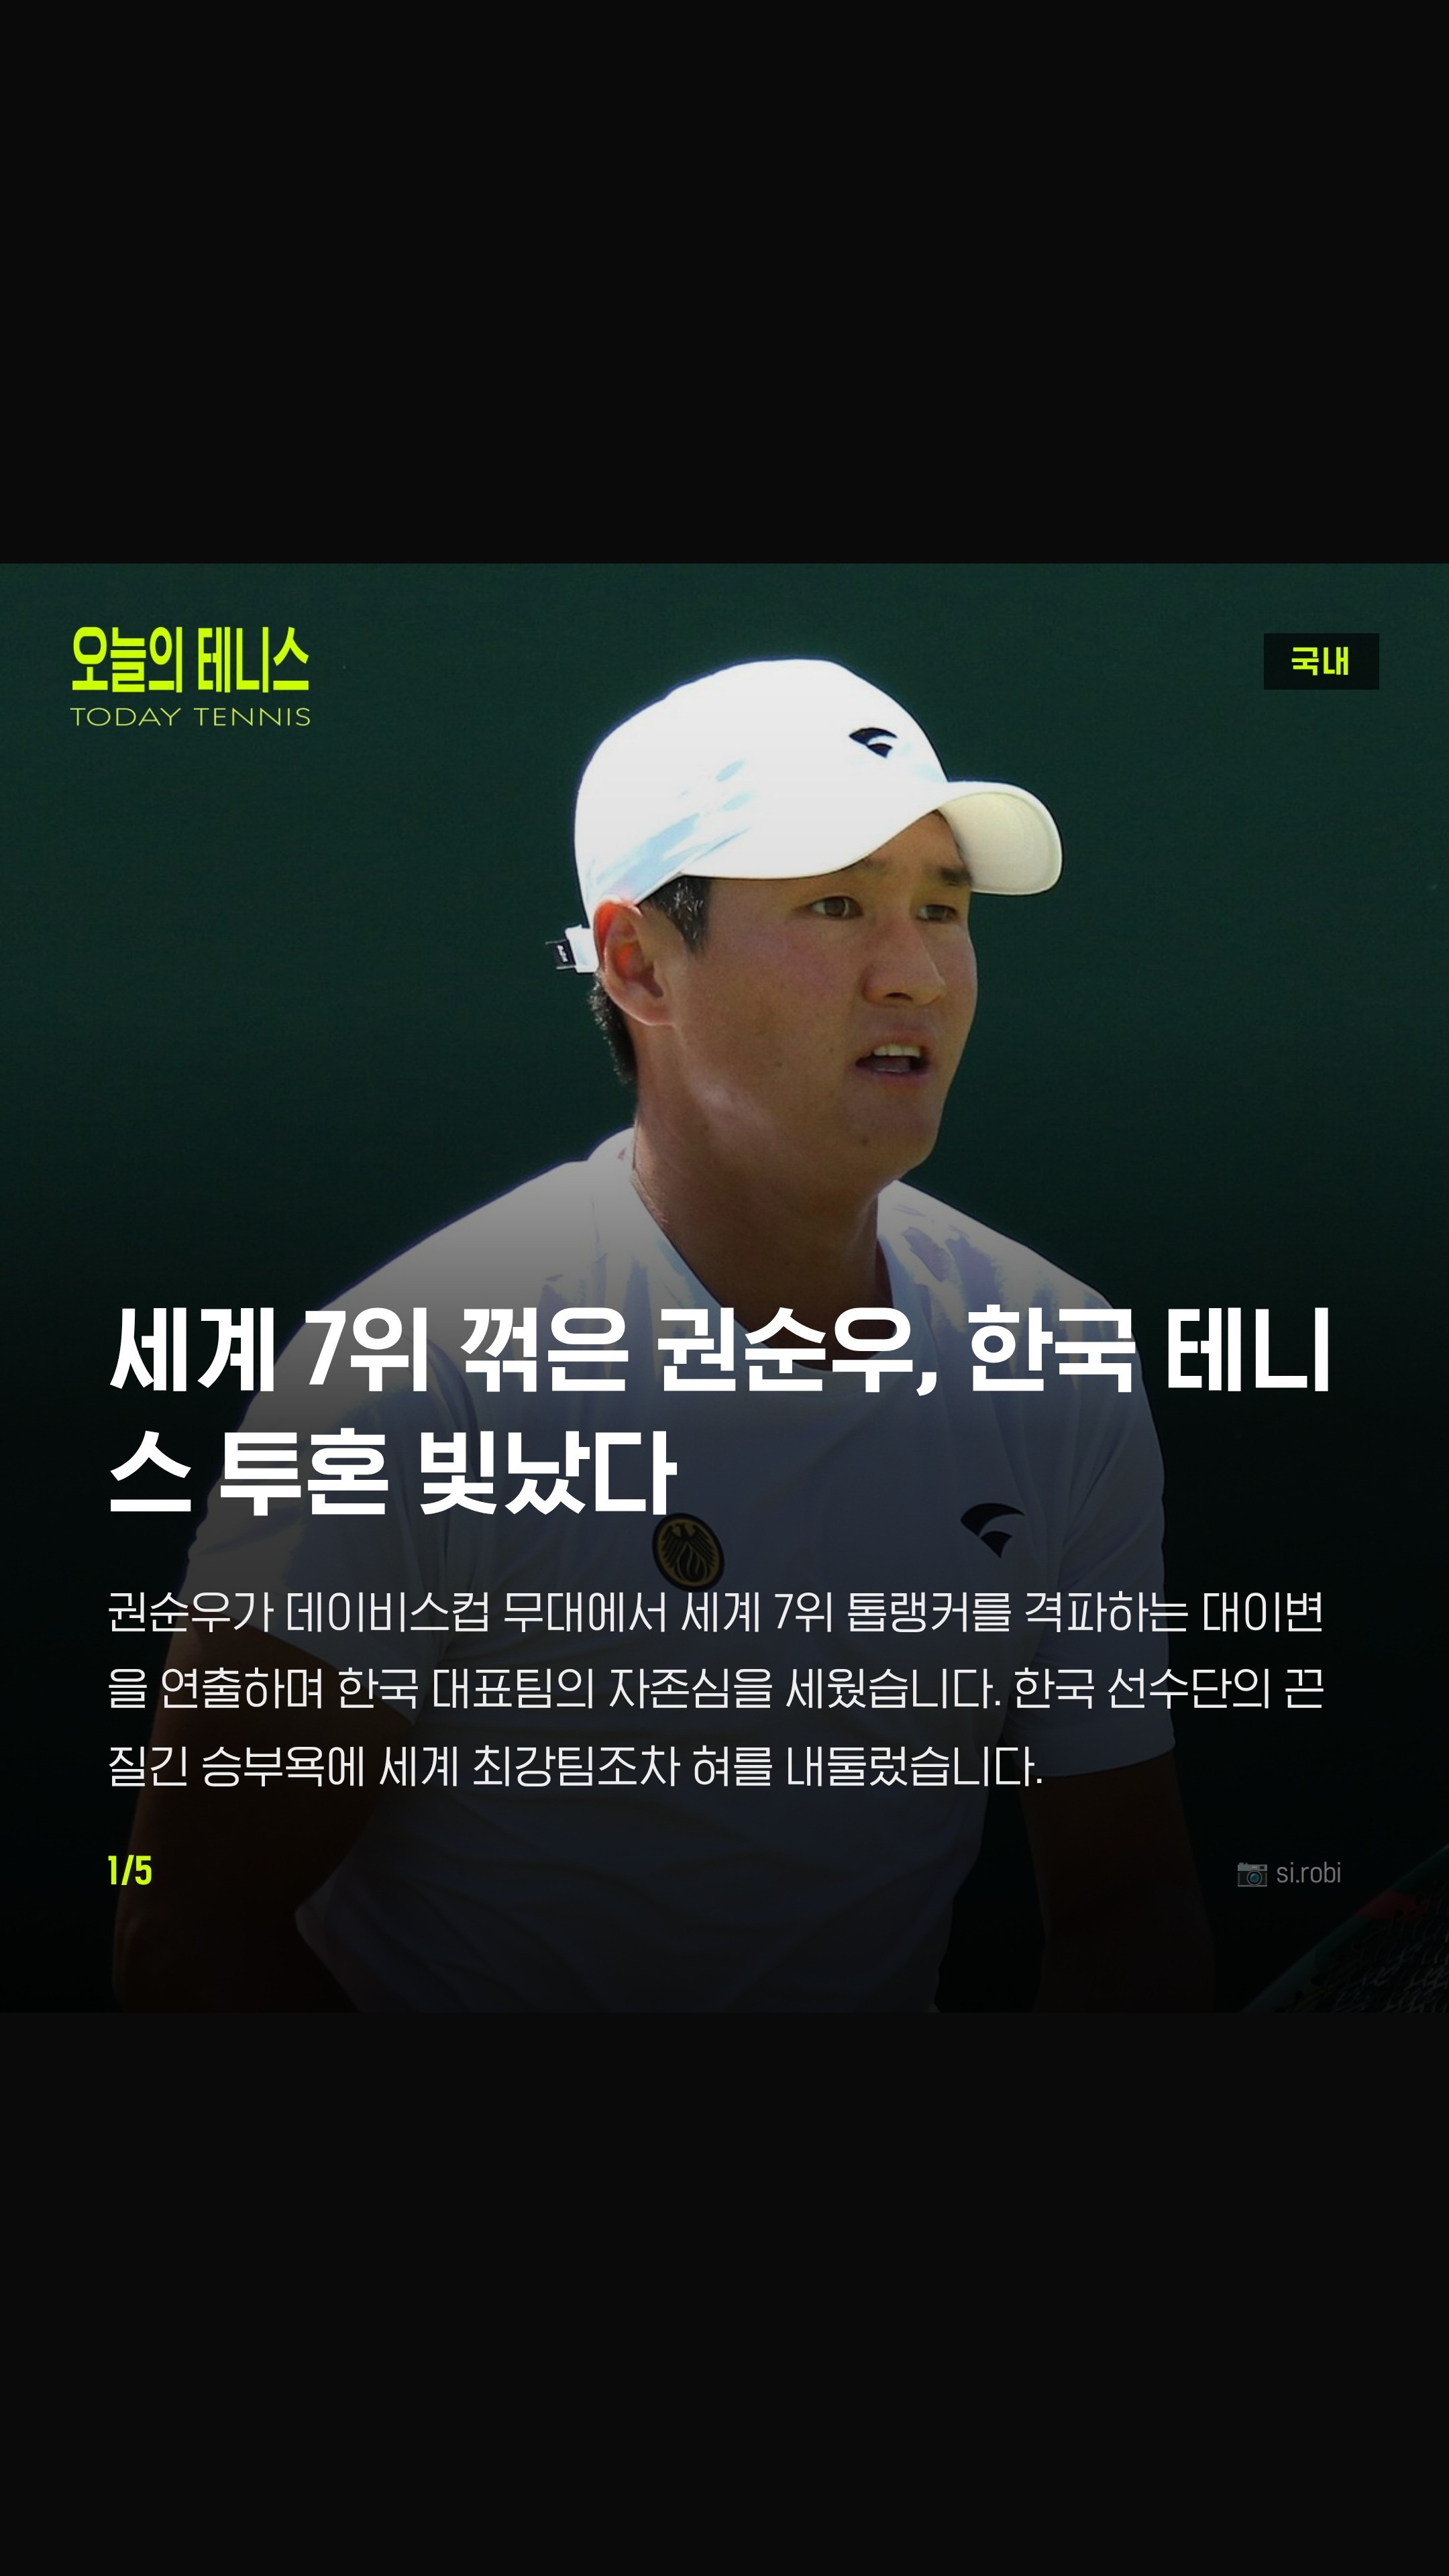 오늘의 테니스
TODAY TENNIS
국내
세계 7위 꺾은 권순우, 한국 테니
스 투혼 빛났다
권순우가 데이비스컵 무대에서 세계 7위 톱랭커를 격파하는 대이변
을 연출하며 한국 대표팀의 자존심을 세웠습니다. 한국 선수단의 끈
질긴 승부욕에 세계 최강팀조차 혀를 내둘렀습니다.
1/5
📷 si.robi